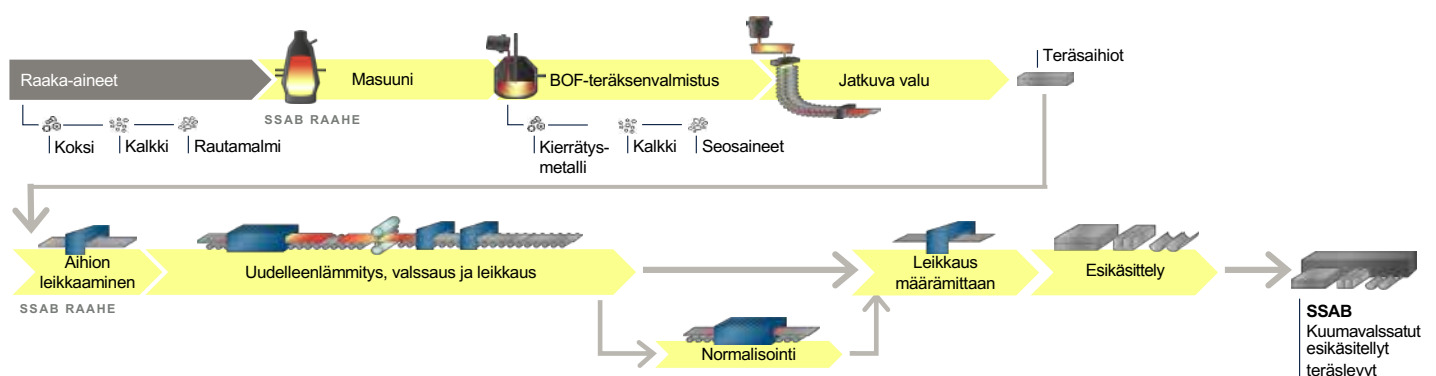 Raaka-aineet
Masuuni
BOF-teräksenvalmistus
Jatkuva valu
Teräsaihiot
SSAB RAAHE
Koksi
Kalkki
Rautamalmi
Kierrätys-
metalli
Kalkki
Seosaineet
Aihion
leikkaaminen
Uudelleenlämmitys, valssaus ja leikkaus
Leikkaus
määrämittaan
Esikäsittely
SSAB RAAHE
Normalisointi
SSAB
Kuumavalssatut
esikäsitellyt
teräslevyt